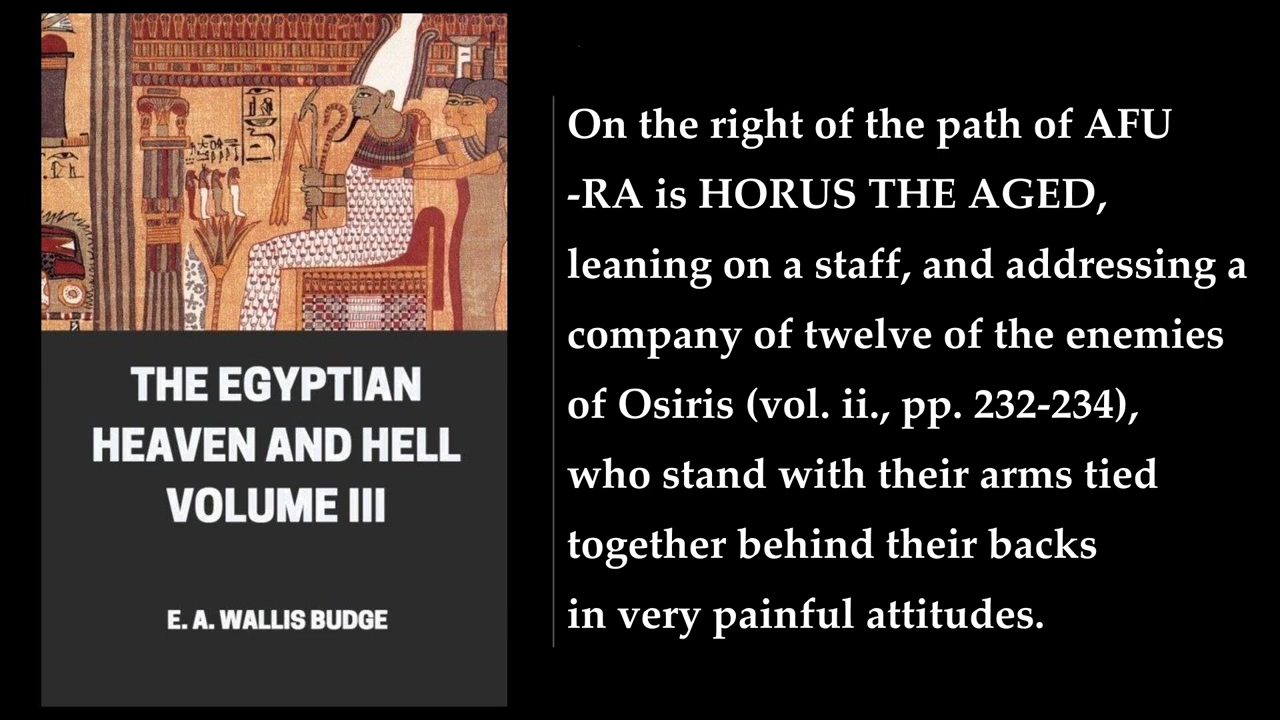 THE EGYPTIAN
HEAVEN AND HELL
VOLUME III
E. A. WALLIS BUDGE
On the right of the path of AFU
-RA is HORUS THE AGED,
leaning on a staff, and addressing a
company of twelve of the enemies
of Osiris (vol. ii., pp. 232-234),
who stand with their arms tied
together behind their backs
in very painful attitudes.